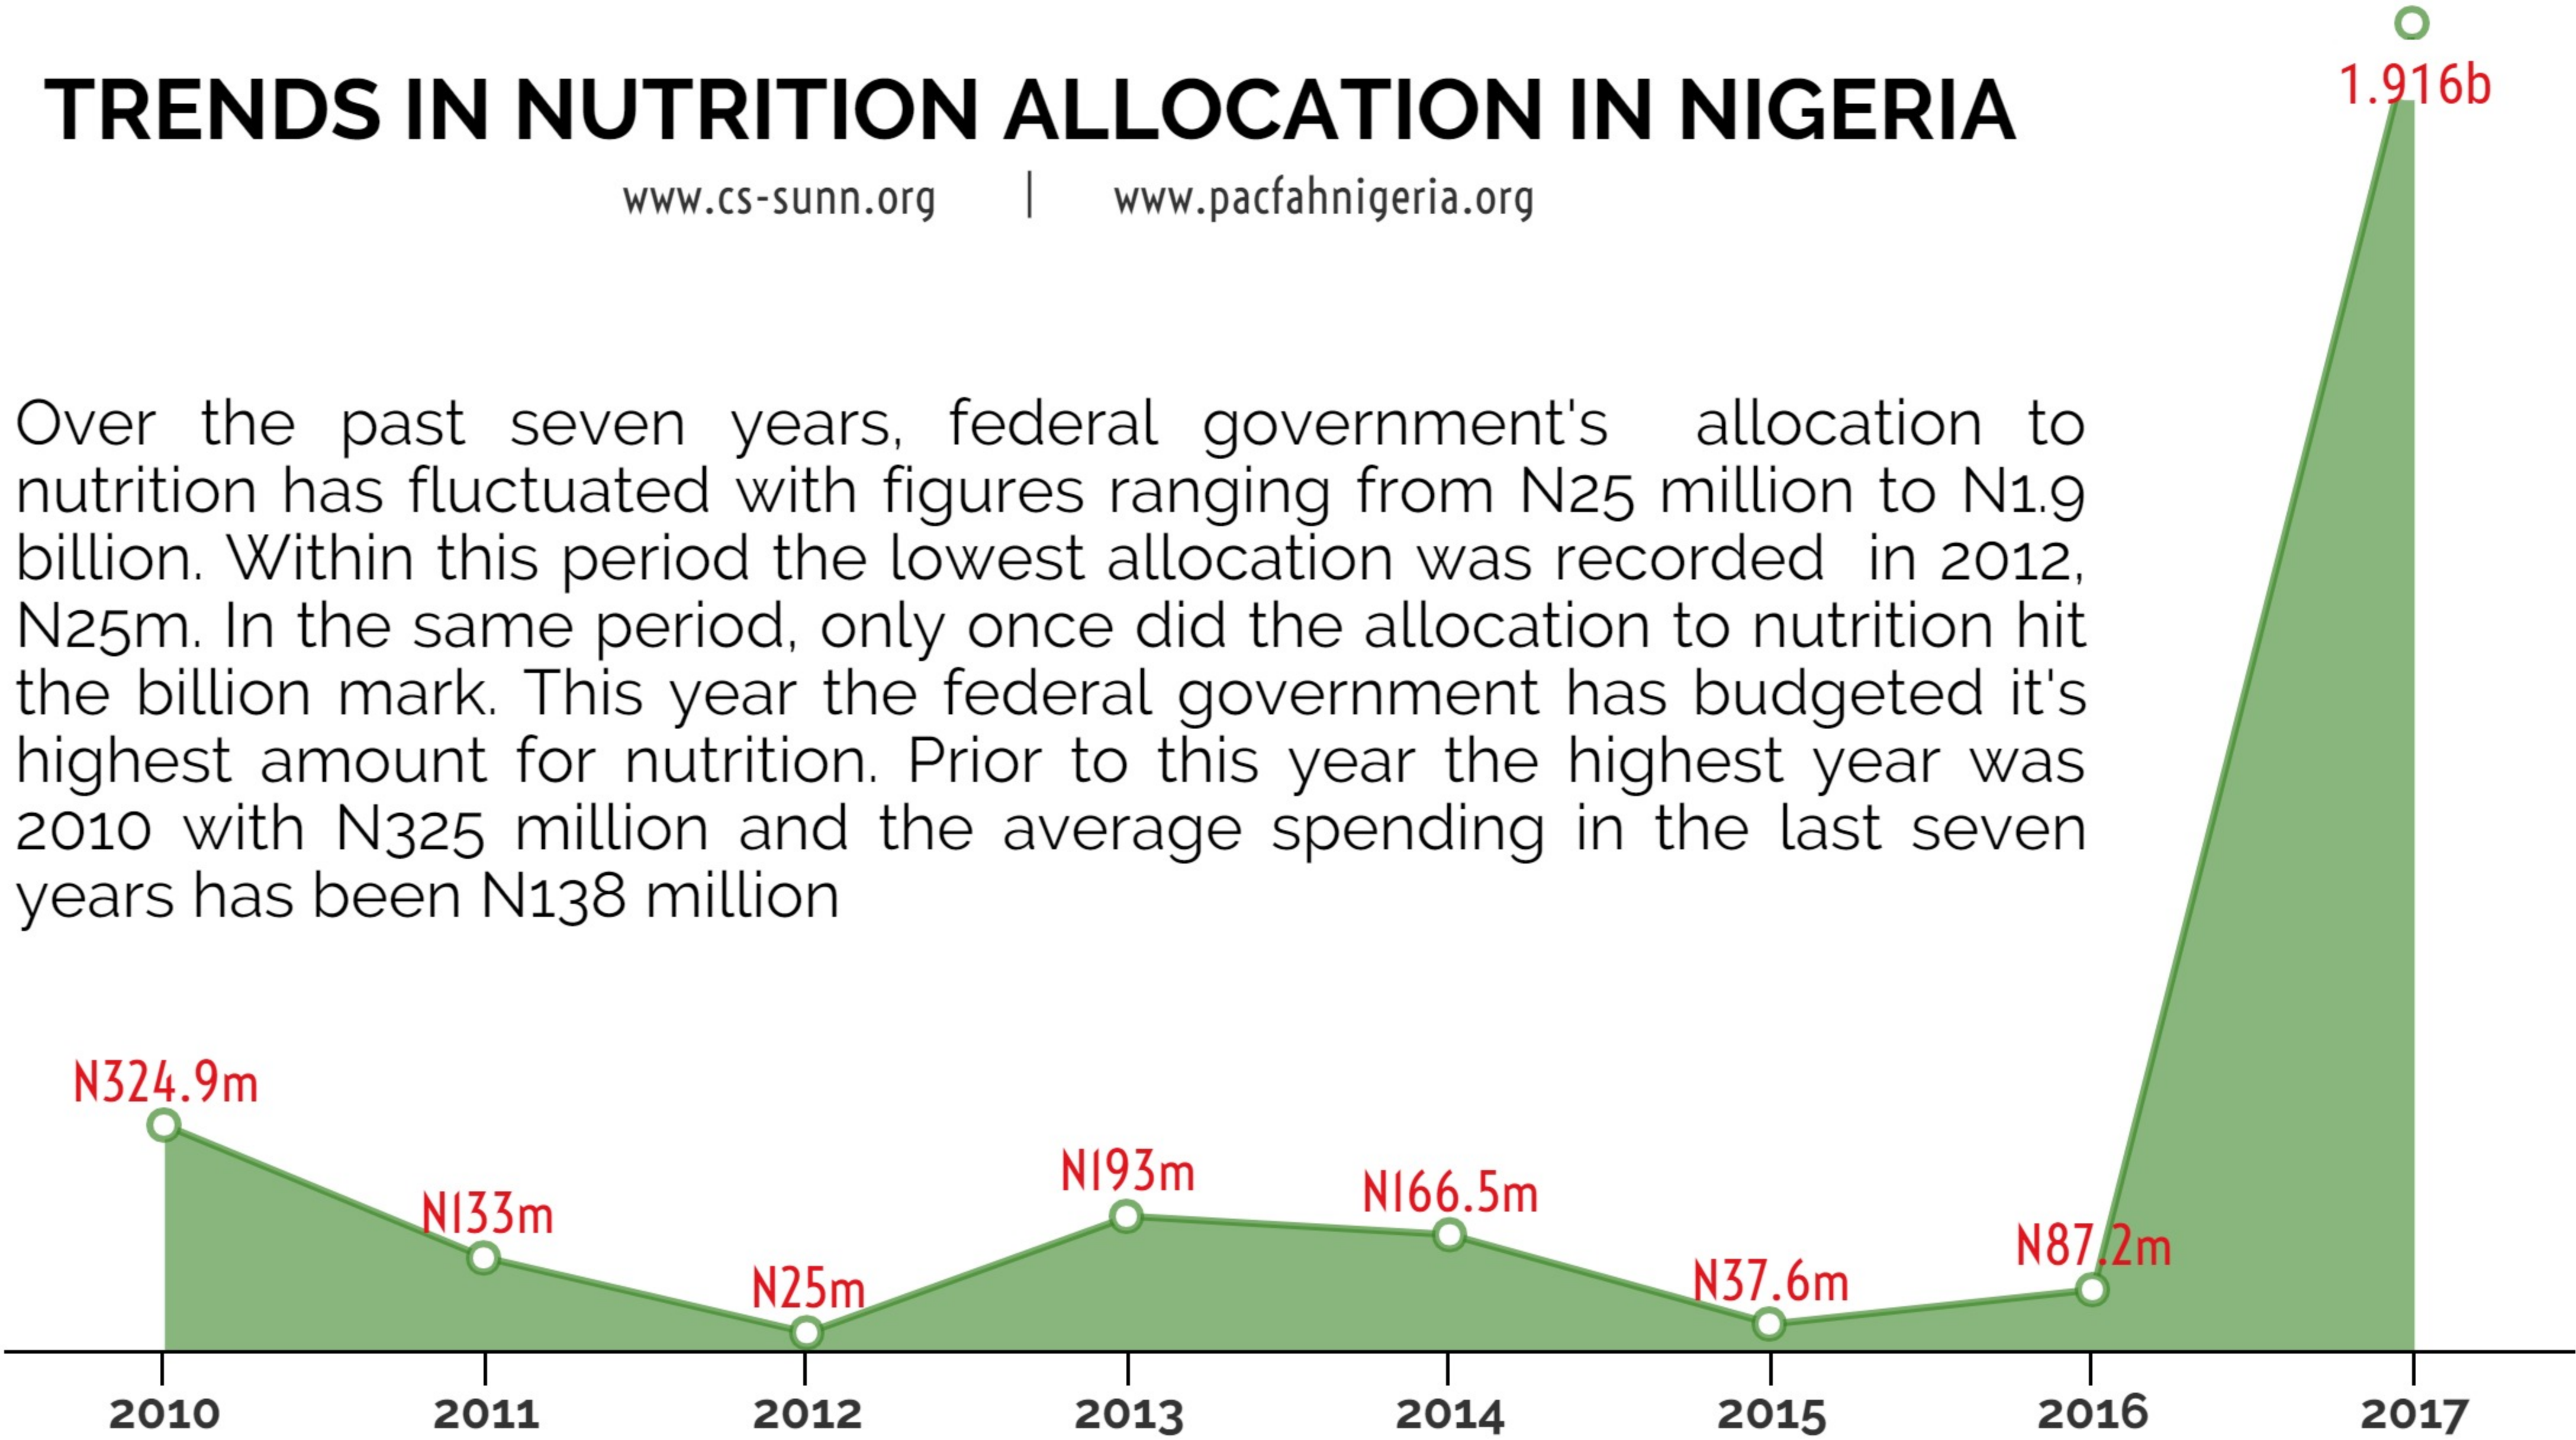 TRENDS IN NUTRITION ALLOCATION IN NIGERIA
www.cs-sunn.org | www.pacfahnigeria.org
Over the past seven years, federal government's allocation to
nutrition has fluctuated with figures ranging from N25 million to N1.9
billion. Within this period the lowest allocation was recorded in 2012,
N25m. In the same period, only once did the allocation to nutrition hit
the billion mark. This year the federal government has budgeted it's
highest amount for nutrition. Prior to this year the highest year was
2010 with N325 million and the average spending in the last seven
years has been N138 million
N324.9m
N133m
N25m
N193m
N166.5m
N37.6m
N87.2m
1.916b
2010 2011 2012 2013 2014 2015 2016 2017